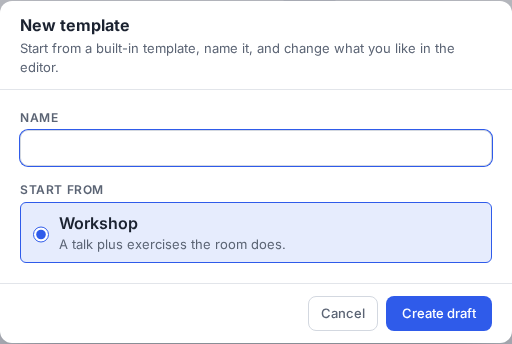 New template
Start from a built-in template, name it, and change what you like in the
editor.
NAME
START FROM
Workshop
A talk plus exercises the room does.
Cancel
Create draft